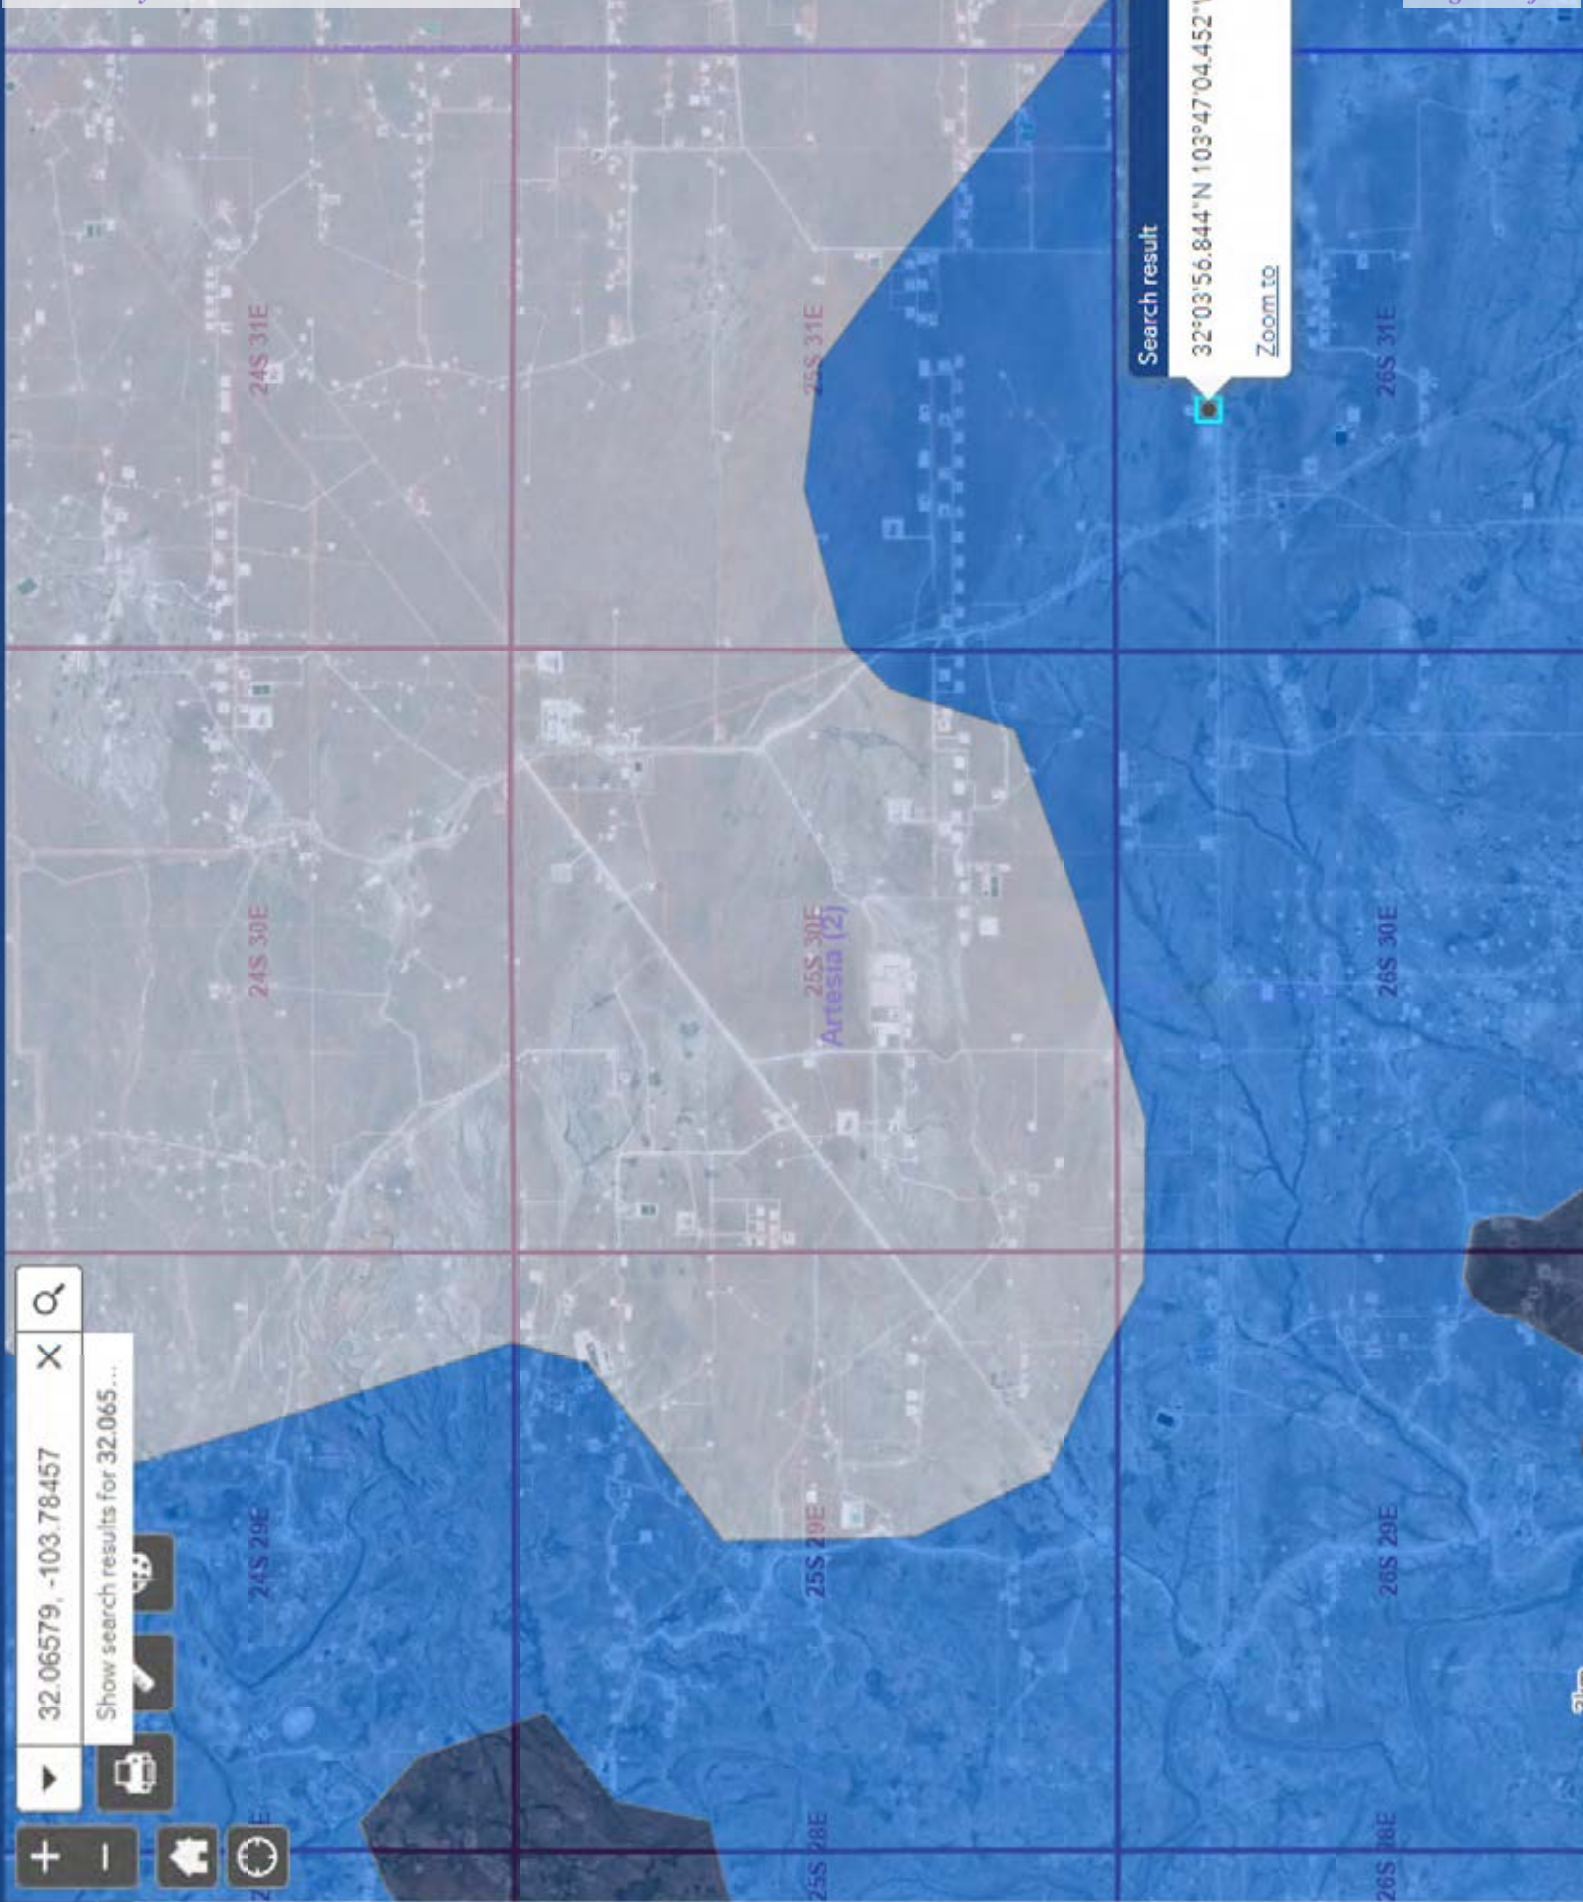 32.06579, -103.78457
Show search results for 32.065...
24S 29E
24S 30E
24S 31E
25S 28E
25S 29E
25S 30E
25S 31E
Artesia (2)
26S 28E
26S 29E
26S 30E
26S 31E
Search result
32°03'56.844"N 103°47'04.452"
Zoom to